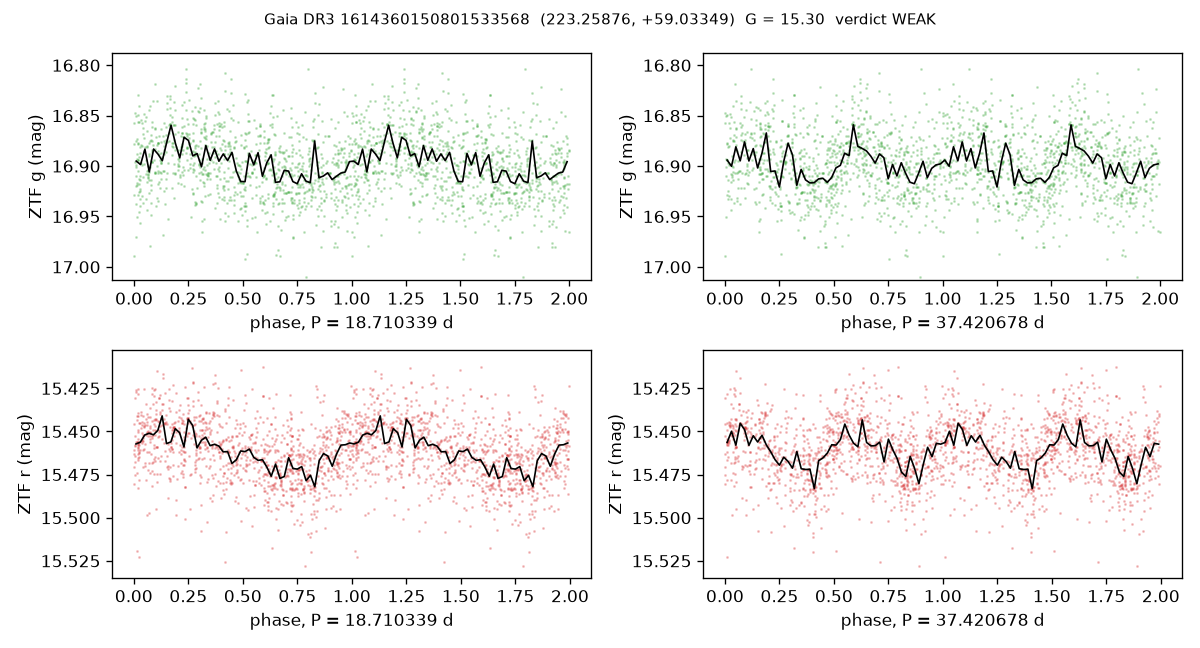 Gaia DR3 1614360150801533568 (223.25876, +59.03349) G = 15.30 verdict WEAK
ZTF g (mag)
16.80
16.85
16.90
16.95
17.00
0.00 0.25 0.50 0.75 1.00 1.25 1.50 1.75 2.00
phase, P = 18.710339 d
ZTF g (mag)
16.80
16.85
16.90
16.95
17.00
0.00 0.25 0.50 0.75 1.00 1.25 1.50 1.75 2.00
phase, P = 37.420678 d
ZTF r (mag)
15.425
15.450
15.475
15.500
15.525
0.00 0.25 0.50 0.75 1.00 1.25 1.50 1.75 2.00
phase, P = 18.710339 d
ZTF r (mag)
15.425
15.450
15.475
15.500
15.525
0.00 0.25 0.50 0.75 1.00 1.25 1.50 1.75 2.00
phase, P = 37.420678 d